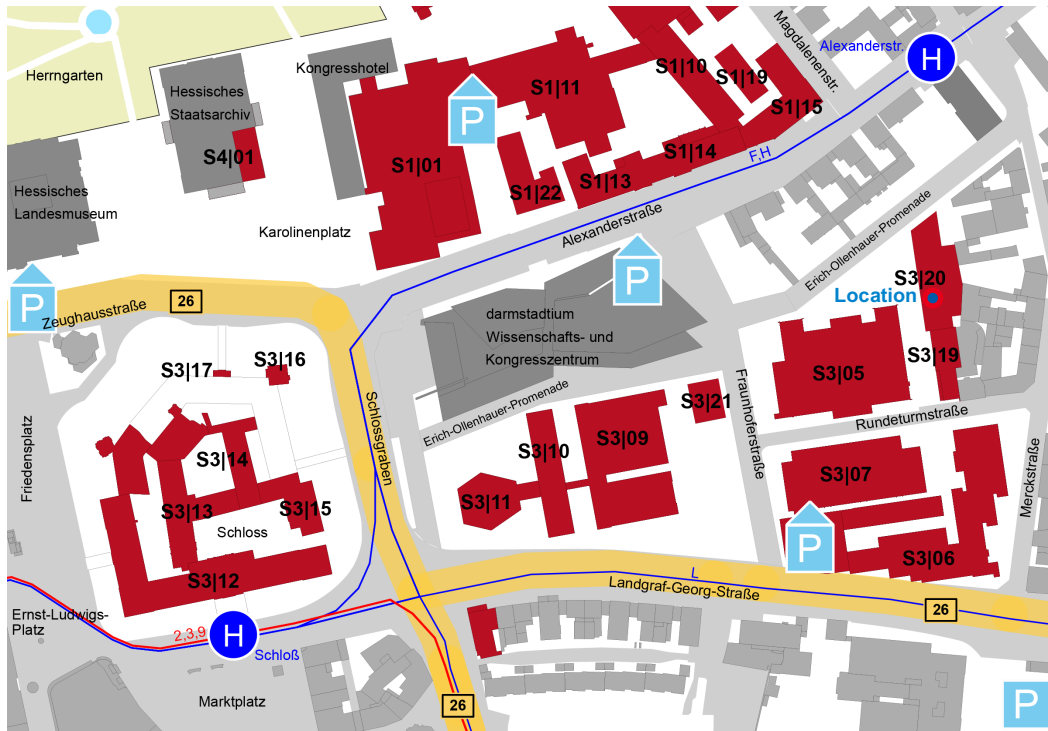 Herrngarten
Hessisches
Staatsarchiv
S4|01
Kongresshotel
Hessisches
Landesmuseum
Karolinenplatz
S1|01
S1|11
S1|10
S1|19
S1|15
S1|14
S1|13
S1|22
P
Magdalenenstr.
Alexanderstr.
H
F,H
Alexanderstraße
Erich-Ollenhauer-Promenade
P
Zeughausstraße
26
P
darmstadtium
Wissenschafts- und
Kongresszentrum
Erich-Ollenhauer-Promenade
S3|20
Location
S3|19
S3|05
Rundeturmstraße
Fraunhoferstraße
Merckstraße
S3|21
S3|09
S3|10
S3|11
S3|07
S3|06
P
S3|17
S3|16
S3|14
S3|13
S3|15
Schloss
S3|12
Schlossgraben
Friedensplatz
Ernst-Ludwigs-
Platz
2,3,9
H
Schloß
Marktplatz
L
Landgraf-Georg-Straße
26
26
P